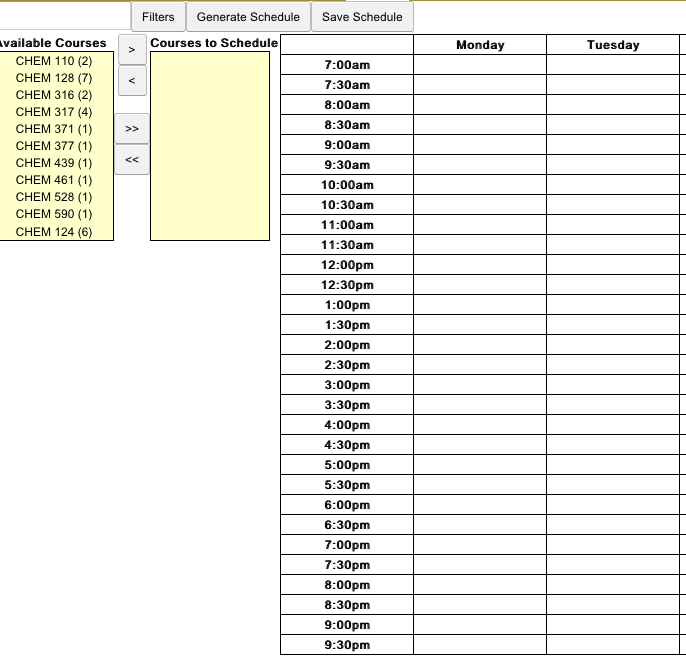 Filters Generate Schedule Save Schedule
Available Courses
CHEM 110 (2)
CHEM 128 (7)
CHEM 316 (2)
CHEM 317 (4)
CHEM 371 (1)
CHEM 377 (1)
CHEM 439 (1)
CHEM 461 (1)
CHEM 528 (1)
CHEM 590 (1)
CHEM 124 (6)
>
<
>>
<<
Courses to Schedule
Monday Tuesday
7:00am
7:30am
8:00am
8:30am
9:00am
9:30am
10:00am
10:30am
11:00am
11:30am
12:00pm
12:30pm
1:00pm
1:30pm
2:00pm
2:30pm
3:00pm
3:30pm
4:00pm
4:30pm
5:00pm
5:30pm
6:00pm
6:30pm
7:00pm
7:30pm
8:00pm
8:30pm
9:00pm
9:30pm